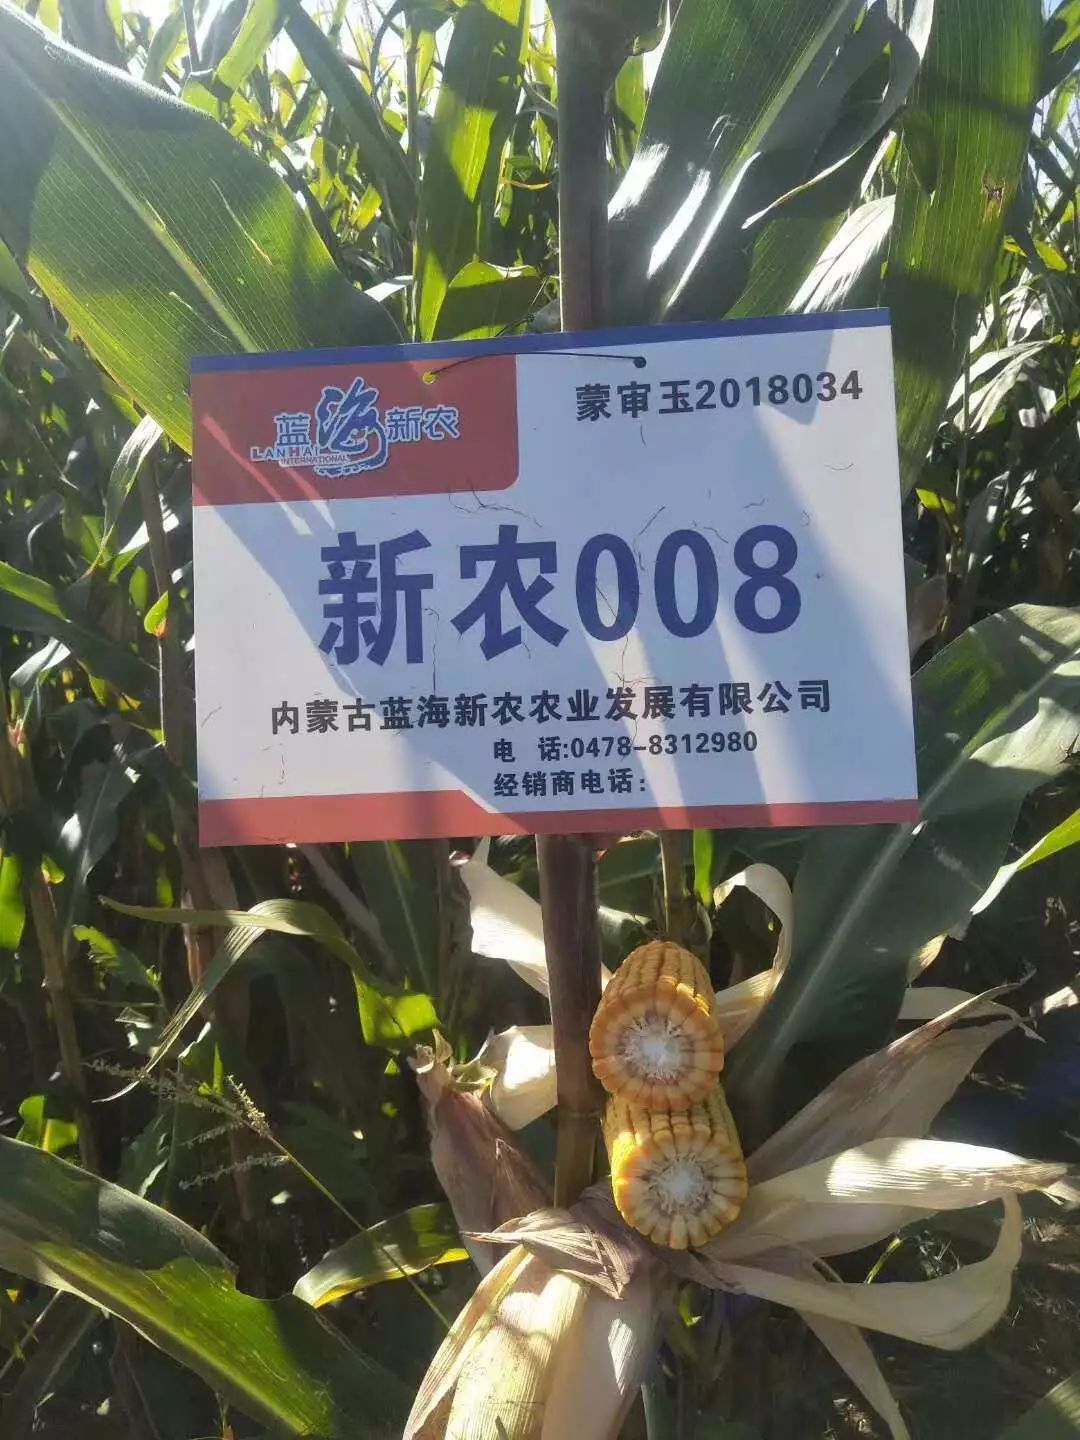 蓝海新农
LANHAI
INTERNATIONAL
蒙审玉2018034
新农008
内蒙古蓝海新农农业发展有限公司
电 话:0478-8312980
经销商电话: